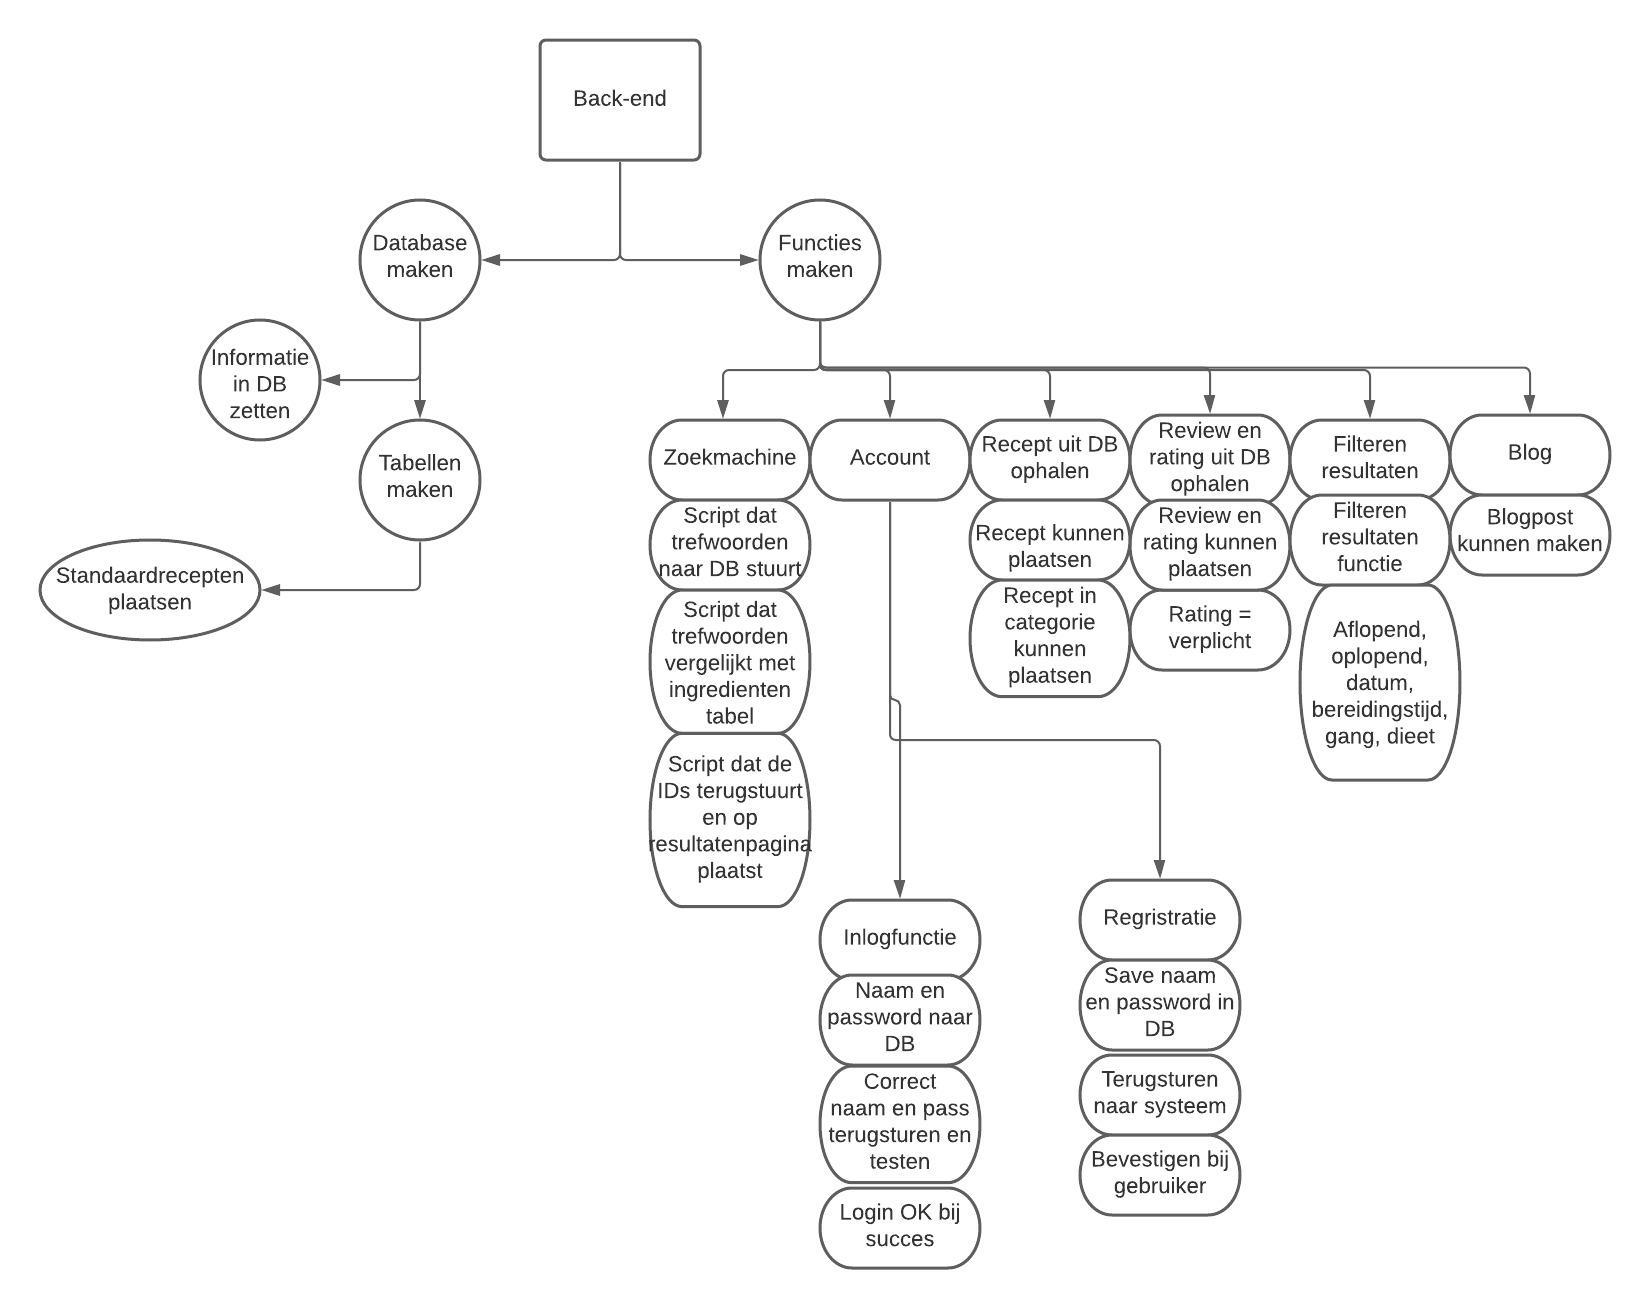 Back-end
Database
maken
Functies
maken
Informatie
in DB
zetten
Tabellen
maken
Standaardrecepten
plaatsen
Zoekmachine
Script dat
trefwoorden
naar DB stuurt
Script dat
trefwoorden
vergelijkt met
ingredienten
tabel
Script dat de
IDs terugstuurt
en op
resultatenpagina
plaatst
Account
Recept uit DB
ophalen
Recept kunnen
plaatsen
Recept in
categorie
kunnen
plaatsen
Review en
rating uit DB
ophalen
Review en
rating kunnen
plaatsen
Rating =
verplicht
Filteren
resultaten
Filteren
resultaten
functie
Aflopend,
oplopend,
datum,
bereidingstijd,
gang, dieet
Blog
Blogpost
kunnen maken
Inlogfunctie
Naam en
password naar
DB
Correct
naam en pass
terugsturen en
testen
Login OK bij
succes
Regristratie
Save naam
en password in
DB
Terugsturen
naar systeem
Bevestigen bij
gebruiker